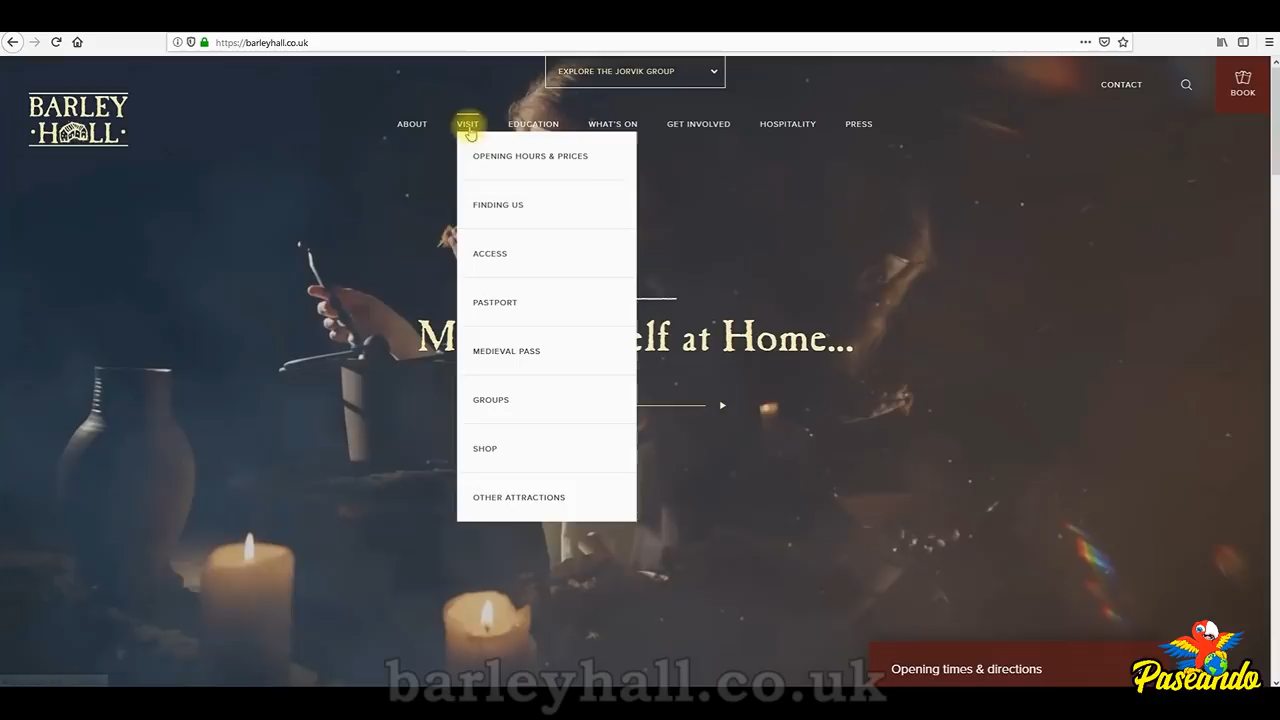 https://barleyhall.co.uk
EXPLORE THE JORVIK GROUP
CONTACT
BOOK
BARLEY
HALL
ABOUT
VISIT
EDUCATION
WHAT'S ON
GET INVOLVED
HOSPITALITY
PRESS
OPENING HOURS & PRICES
FINDING US
ACCESS
PASTPORT
MEDIEVAL PASS
GROUPS
SHOP
OTHER ATTRACTIONS
M elf at Home...
Opening times & directions
barleyhall.co.uk
Paseando